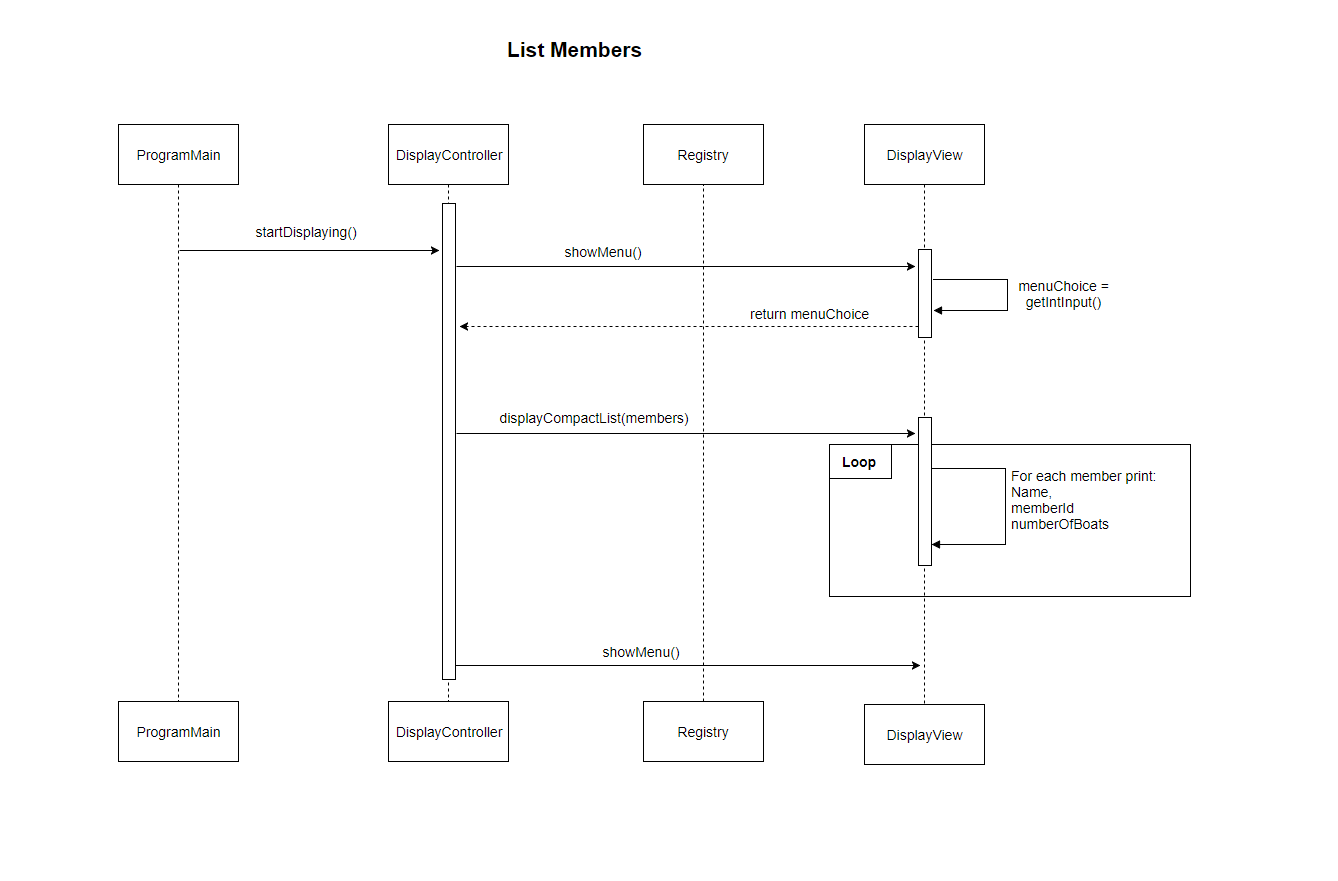 List Members
ProgramMain
DisplayController
Registry
DisplayView
startDisplaying()
showMenu()
menuChoice =
getIntInput()
return menuChoice
displayCompactList(members)
Loop
For each member print:
Name,
memberId
numberOfBoats
showMenu()
ProgramMain
DisplayController
Registry
DisplayView